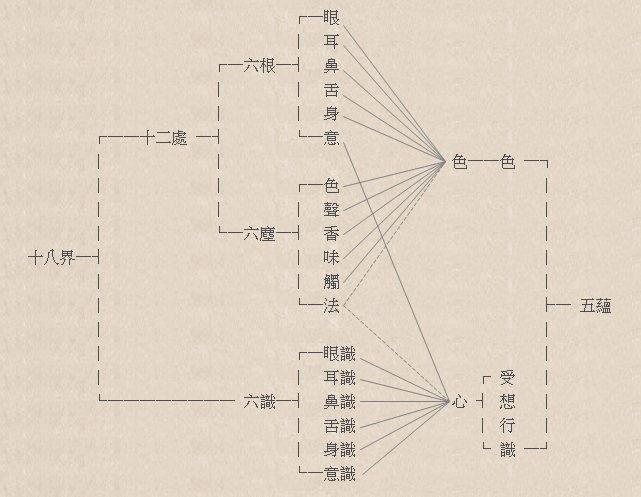 眼
耳
六根
鼻
舌
身
十二處
意
色 色
色
聲
六塵
香
十八界
味
觸
法
五蘊
眼識
耳識
受
六識
鼻識
心
想
舌識
行
身識
識
意識